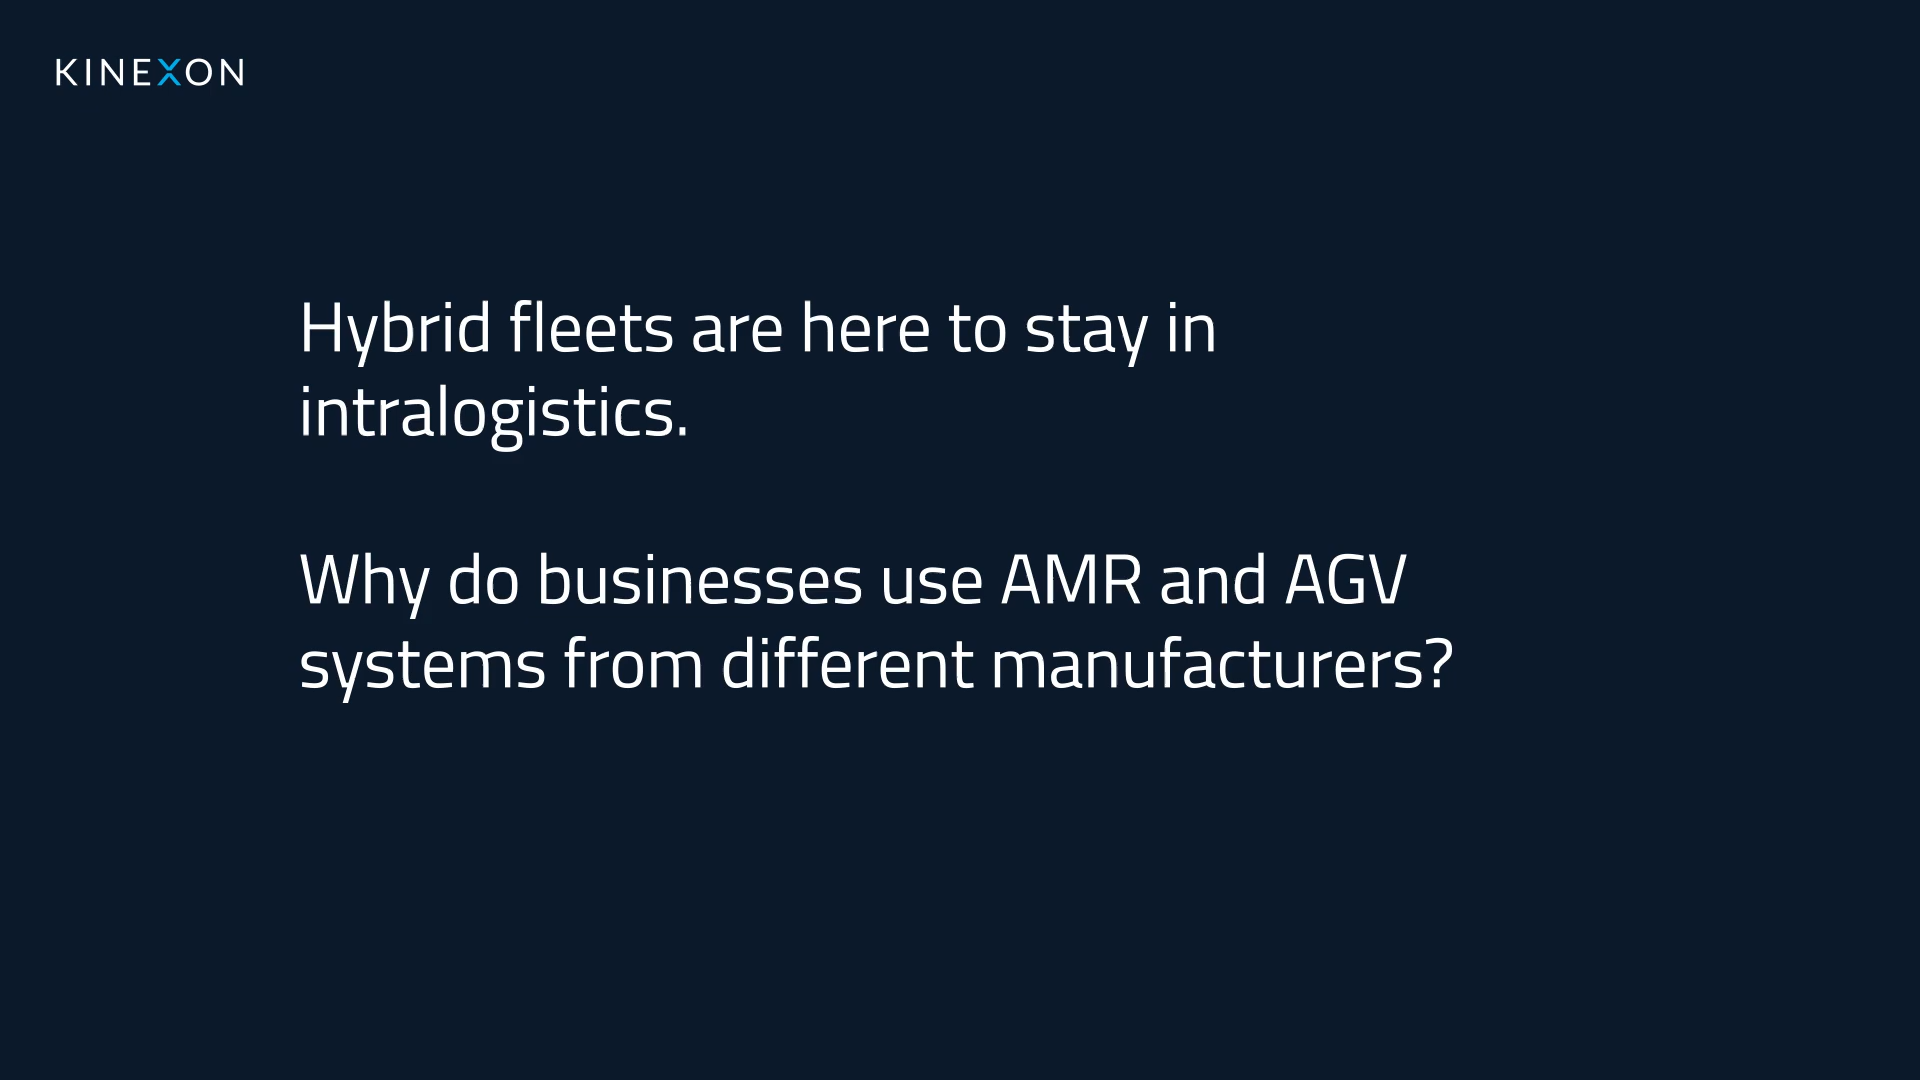 KINEXON
Hybrid fleets are here to stay in
intralogistics.
Why do businesses use AMR and AGV
systems from different manufacturers?